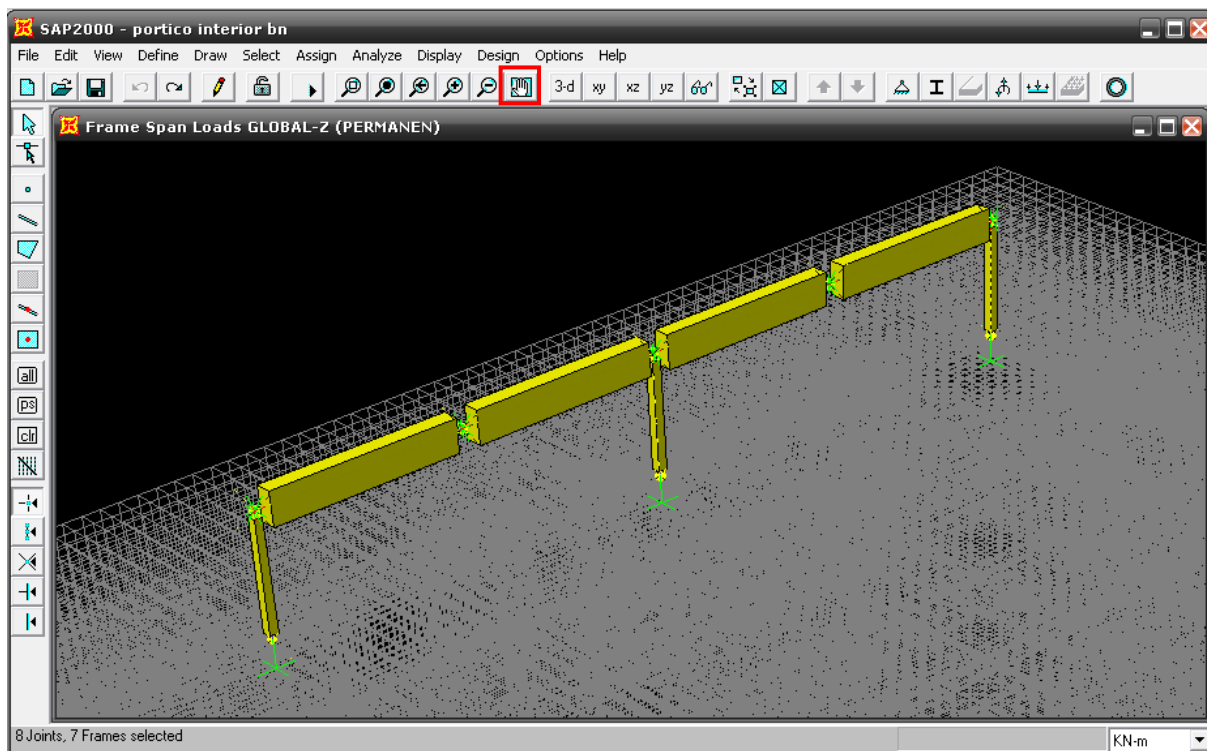 SAP2000 - portico interior bn
File Edit View Define Draw Select Assign Analyze Display Design Options Help
3-d xy xz yz
Frame Span Loads GLOBAL-Z (PERMANEN)
all
ps
clr
8 Joints, 7 Frames selected
KN-m